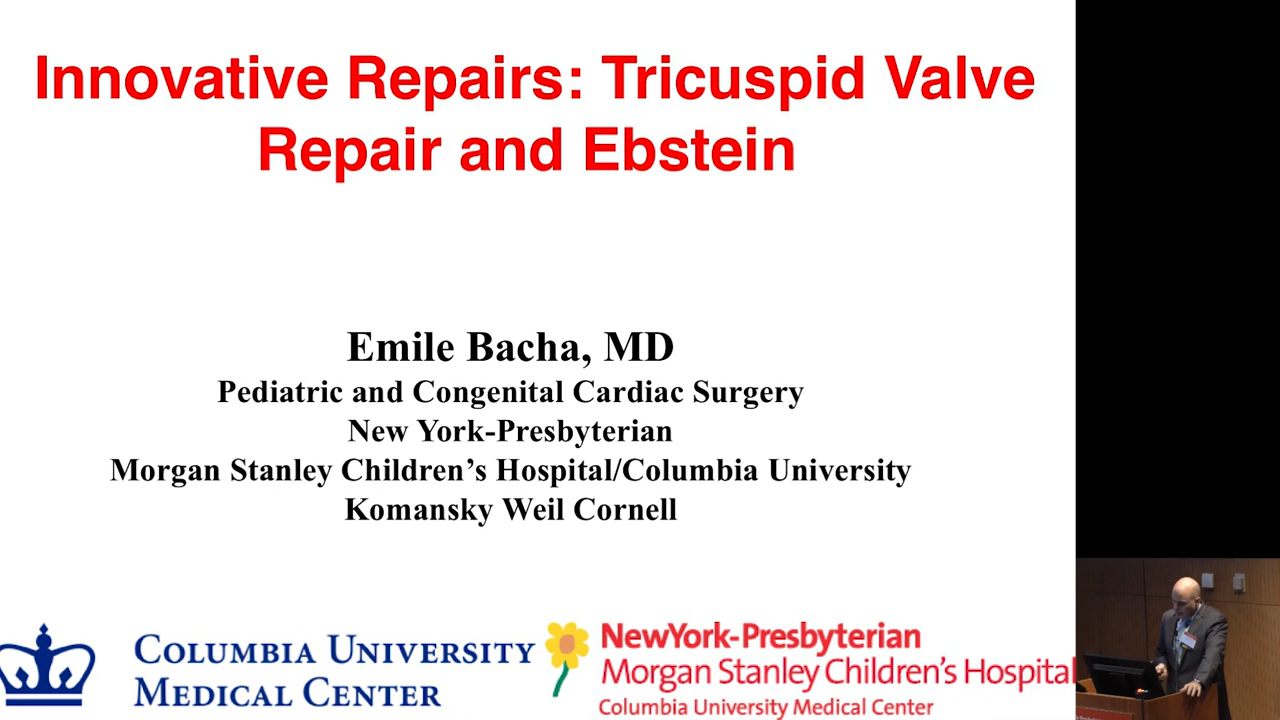 Innovative Repairs: Tricuspid Valve
Repair and Ebstein
Emile Bacha, MD
Pediatric and Congenital Cardiac Surgery
New York-Presbyterian
Morgan Stanley Children’s Hospital/Columbia University
Komansky Weil Cornell
COLUMBIA UNIVERSITY
MEDICAL CENTER
NewYork-Presbyterian
Morgan Stanley Children’s Hospital
Columbia University Medical Center